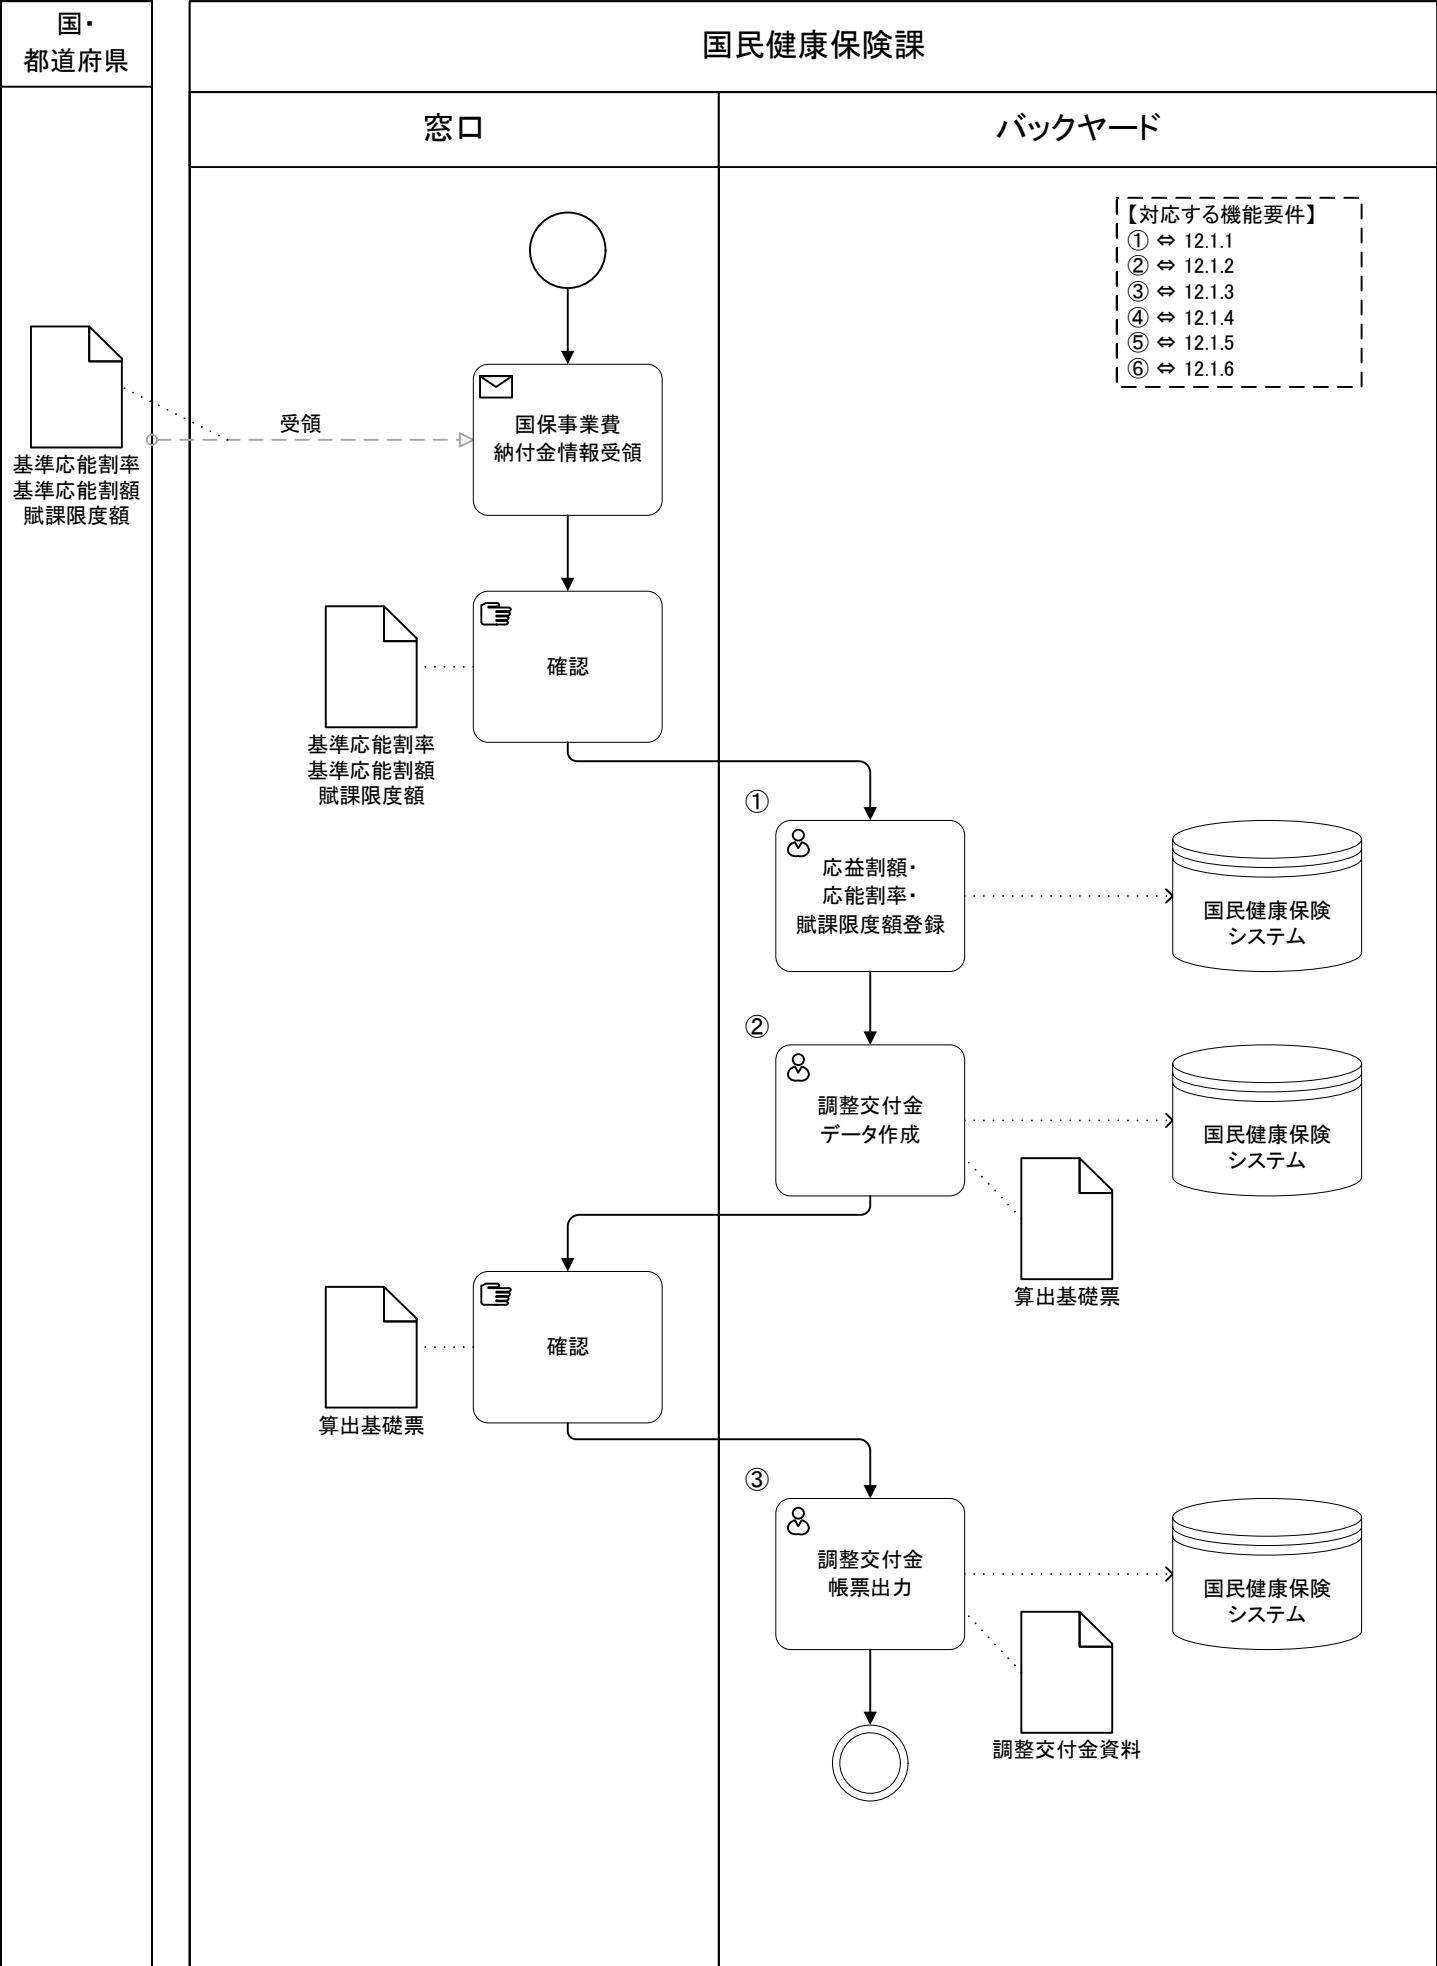 国・
都道府県
国民健康保険課
窓口
バックヤード
【対応する機能要件】
① ⇔ 12.1.1
② ⇔ 12.1.2
③ ⇔ 12.1.3
④ ⇔ 12.1.4
⑤ ⇔ 12.1.5
⑥ ⇔ 12.1.6
基準応能割率
基準応能割額
賦課限度額
受領
国保事業費
納付金情報受領
確認
基準応能割率
基準応能割額
賦課限度額
①
応益割額・
応能割率・
賦課限度額登録
国民健康保険
システム
②
調整交付金
データ作成
国民健康保険
システム
算出基礎票
確認
算出基礎票
③
調整交付金
帳票出力
国民健康保険
システム
調整交付金資料